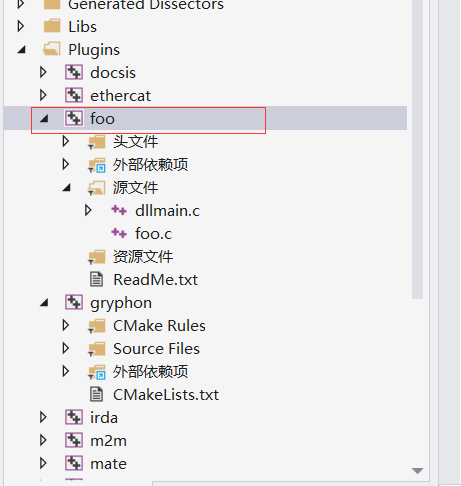 Generated Dissectors
Libs
Plugins
docsis
ethercat
foo
头文件
外部依赖项
源文件
dllmain.c
foo.c
资源文件
ReadMe.txt
gryphon
CMake Rules
Source Files
外部依赖项
CMakeLists.txt
irda
m2m
mate